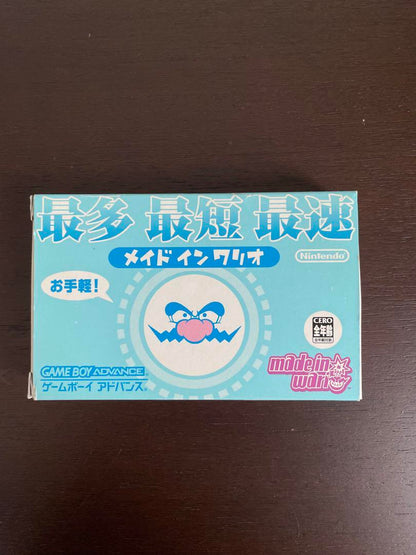 最多 最短 最速
メイド イン ワリオ
Nintendo
お手軽!
CERO
全年齢
GAME BOY ADVANCE
ゲームボーイ アドバンス
made in
wario